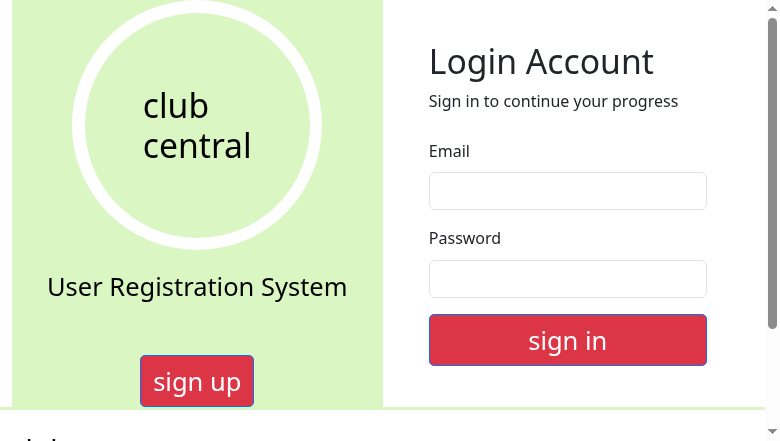 club
central
User Registration System
sign up
Login Account
Sign in to continue your progress
Email
Password
sign in